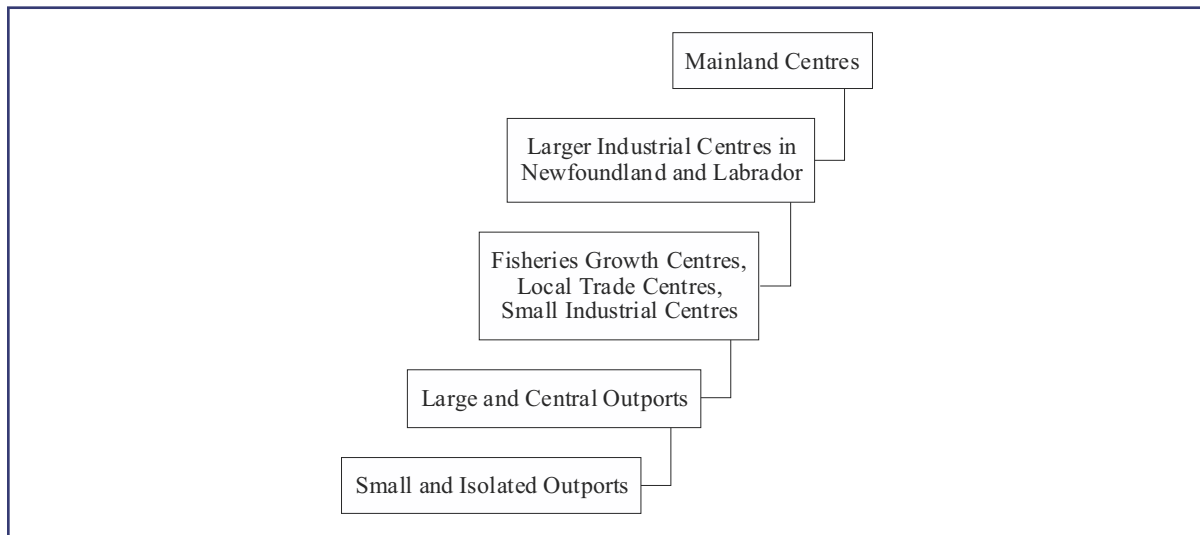 Mainland Centres
Larger Industrial Centres in
Newfoundland and Labrador
Fisheries Growth Centres,
Local Trade Centres,
Small Industrial Centres
Large and Central Outports
Small and Isolated Outports